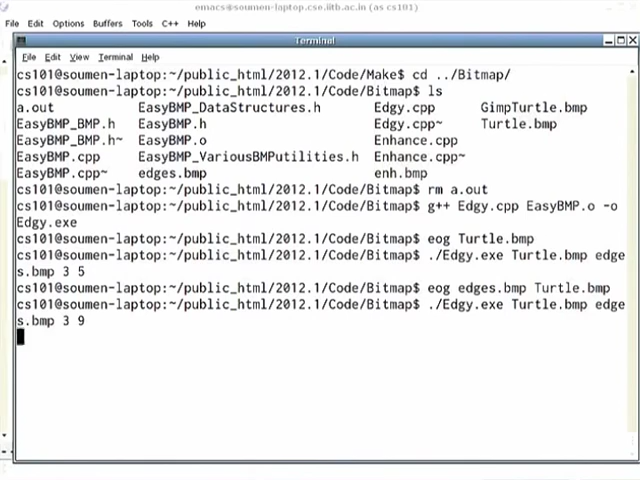 emacs@soumen-laptop.cse.iitb.ac.in (as cs101)
File Edit Options Buffers Tools C++ Help
Terminal
File Edit View Terminal Help
cs101@soumen-laptop:~/public_html/2012.1/Code/Make$ cd ../Bitmap/
cs101@soumen-laptop:~/public_html/2012.1/Code/Bitmap$ ls
a.out EasyBMP_DataStructures.h Edgy.cpp GimpTurtle.bmp
EasyBMP_BMP.h EasyBMP.h Edgy.cpp~ Turtle.bmp
EasyBMP_BMP.h~ EasyBMP.o Enhance.cpp
EasyBMP.cpp EasyBMP_VariousBMPutilities.h Enhance.cpp~
EasyBMP.cpp~ edges.bmp enh.bmp
cs101@soumen-laptop:~/public_html/2012.1/Code/Bitmap$ rm a.out
cs101@soumen-laptop:~/public_html/2012.1/Code/Bitmap$ g++ Edgy.cpp EasyBMP.o -o
Edgy.exe
cs101@soumen-laptop:~/public_html/2012.1/Code/Bitmap$ eog Turtle.bmp
cs101@soumen-laptop:~/public_html/2012.1/Code/Bitmap$ ./Edgy.exe Turtle.bmp edge
s.bmp 3 5
cs101@soumen-laptop:~/public_html/2012.1/Code/Bitmap$ eog edges.bmp Turtle.bmp
cs101@soumen-laptop:~/public_html/2012.1/Code/Bitmap$ ./Edgy.exe Turtle.bmp edge
s.bmp 3 9